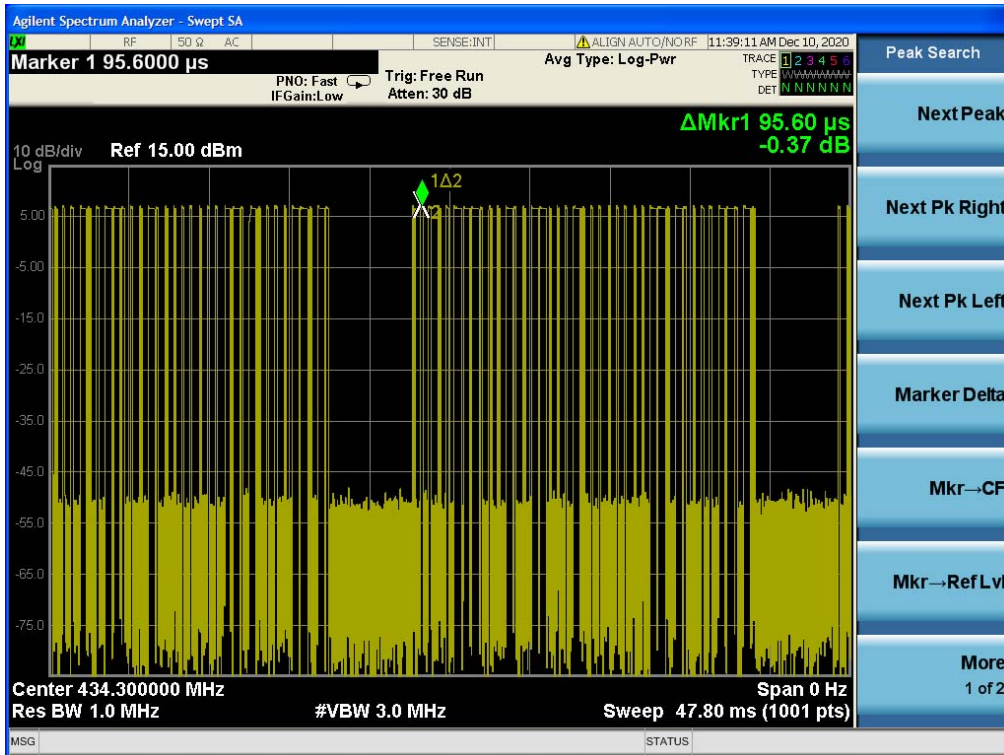 Agilent Spectrum Analyzer - Swept SA
LXI RF 50 Ω AC SENSE:INT ALIGN AUTO/NO RF 11:39:11 AM Dec 10, 2020
Marker 1 95.6000 µs
PNO: Fast
IFGain:Low
Trig: Free Run
Atten: 30 dB
Avg Type: Log-Pwr
TRACE 1 2 3 4 5 6
TYPE WWWWWW
DET N N N N N N
ΔMkr1 95.60 µs
-0.37 dB
10 dB/div Ref 15.00 dBm
Log
1Δ2
2
5.00
-5.00
-15.0
-25.0
-35.0
-45.0
-55.0
-65.0
-75.0
Center 434.300000 MHz Span 0 Hz
Res BW 1.0 MHz #VBW 3.0 MHz Sweep 47.80 ms (1001 pts)
MSG STATUS
Peak Search
Next Peak
Next Pk Right
Next Pk Left
Marker Delta
Mkr→CF
Mkr→Ref Lvl
More
1 of 2